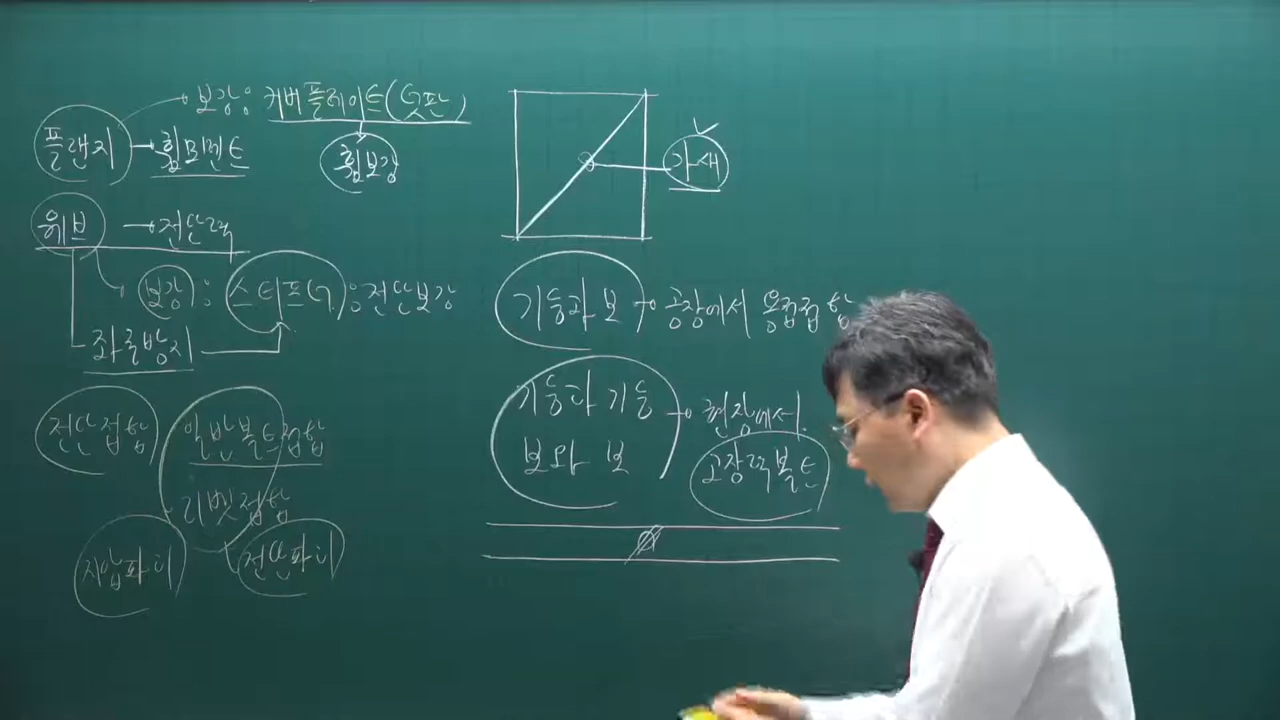 보강: 커버플레이트(덧판)
플랜지 → 휨모멘트
휨보강
웨브 → 전단력
보강: 스티프너: 전단보강
좌굴방지
전단접합
일반볼트접합
리벳접합
지압파괴
전단파괴
가새
기둥과 보 → 공장에서 용접접합
기둥과 기둥
보와 보
현장에서
고장력볼트